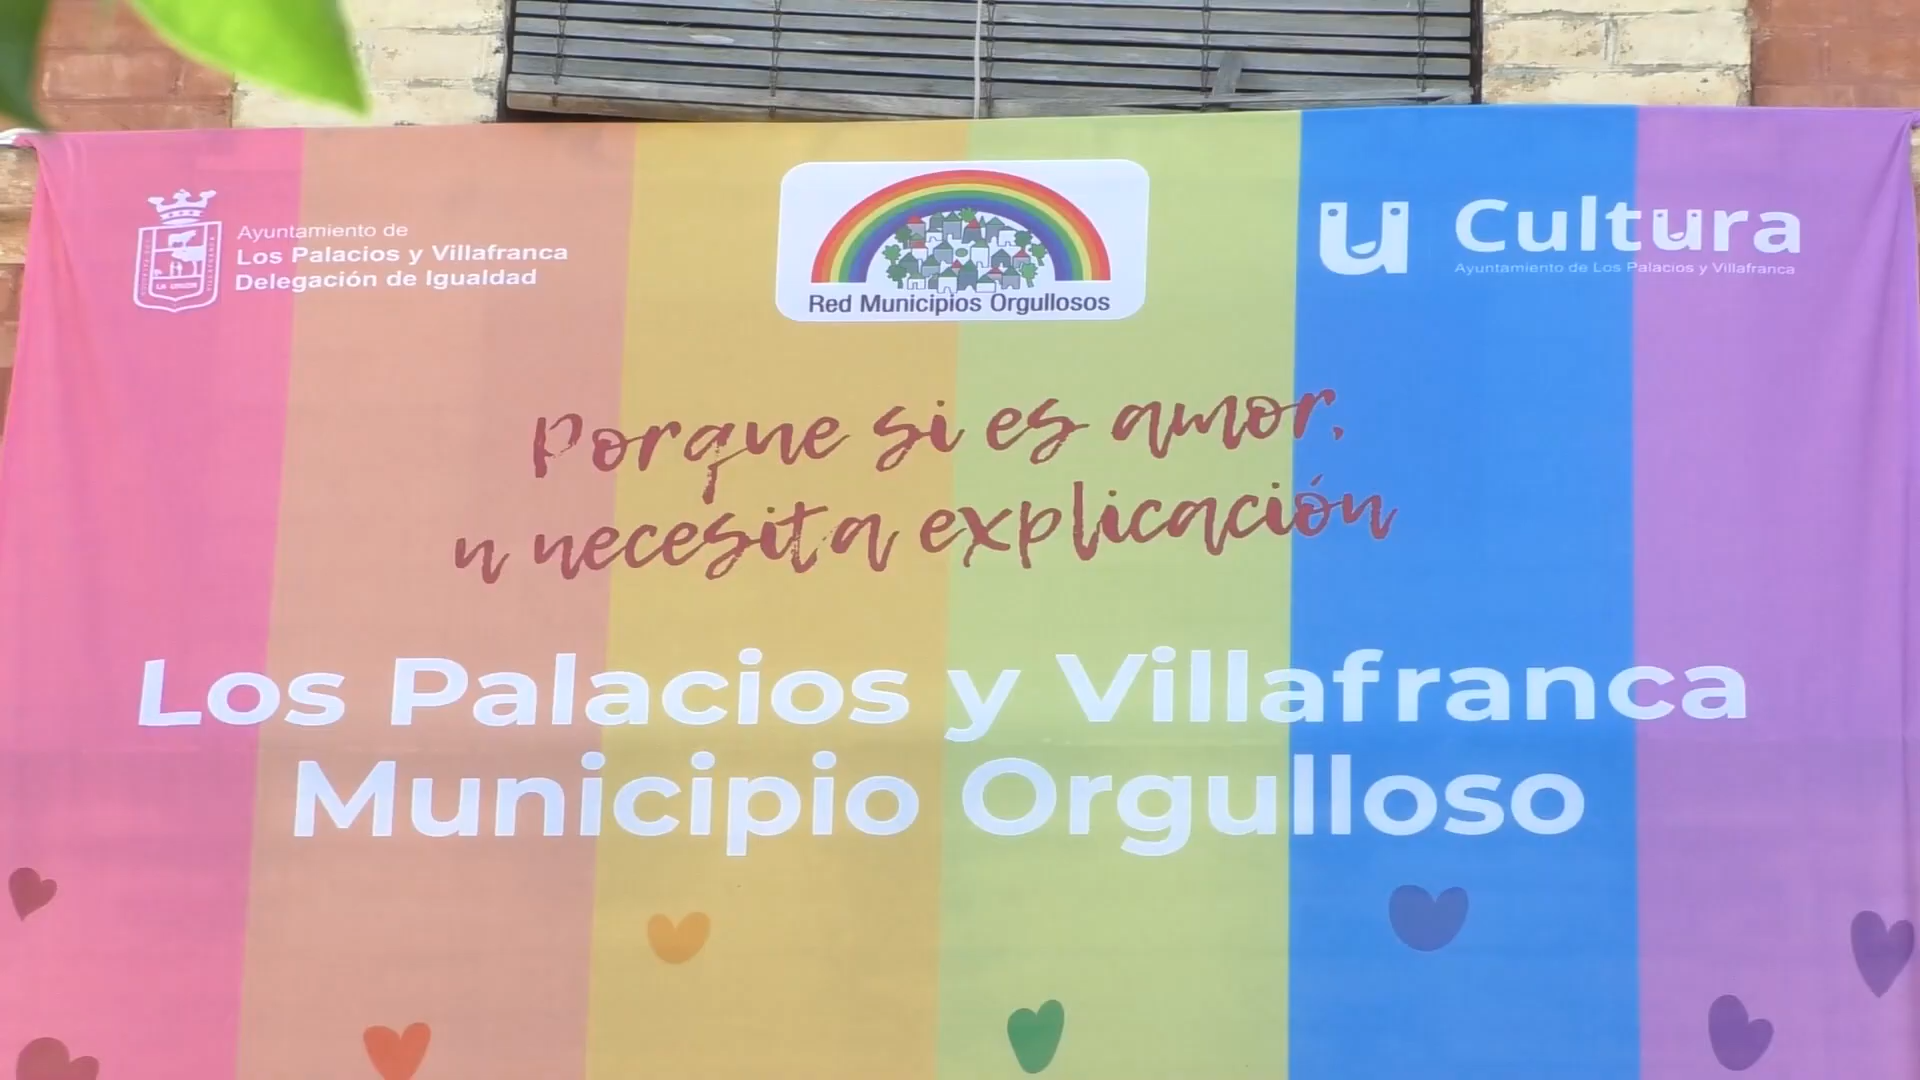 Ayuntamiento de
Los Palacios y Villafranca
Delegación de Igualdad
Red Municipios Orgullosos
u Cultura
Ayuntamiento de Los Palacios y Villafranca
Porque si es amor,
n necesita explicación
Los Palacios y Villafranca
Municipio Orgulloso